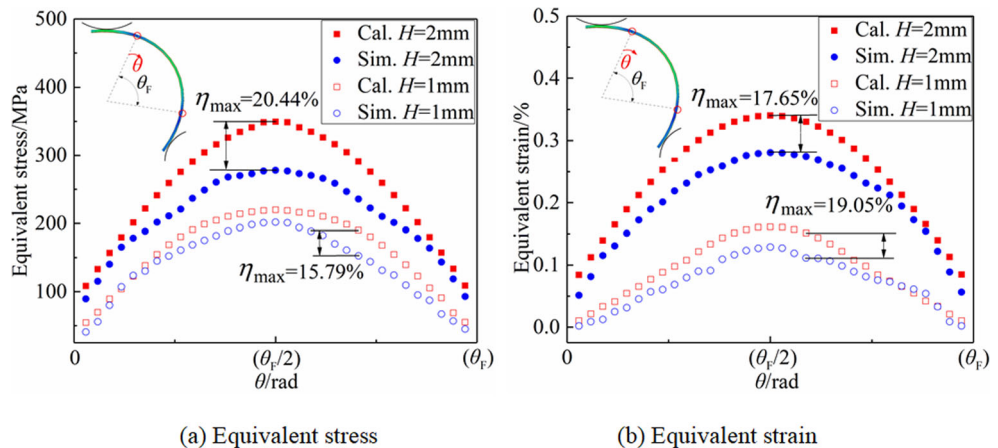 500
400
300
200
100
Equivalent stress/MPa
θ
θF
Cal. H=2mm
Sim. H=2mm
Cal. H=1mm
Sim. H=1mm
ηmax=20.44%
ηmax=15.79%
0
(θF/2)
(θF)
θ/rad
(a) Equivalent stress
0.5
0.4
0.3
0.2
0.1
0.0
Equivalent strain/%
θ
θF
Cal. H=2mm
Sim. H=2mm
Cal. H=1mm
Sim. H=1mm
ηmax=17.65%
ηmax=19.05%
0
(θF/2)
(θF)
θ/rad
(b) Equivalent strain